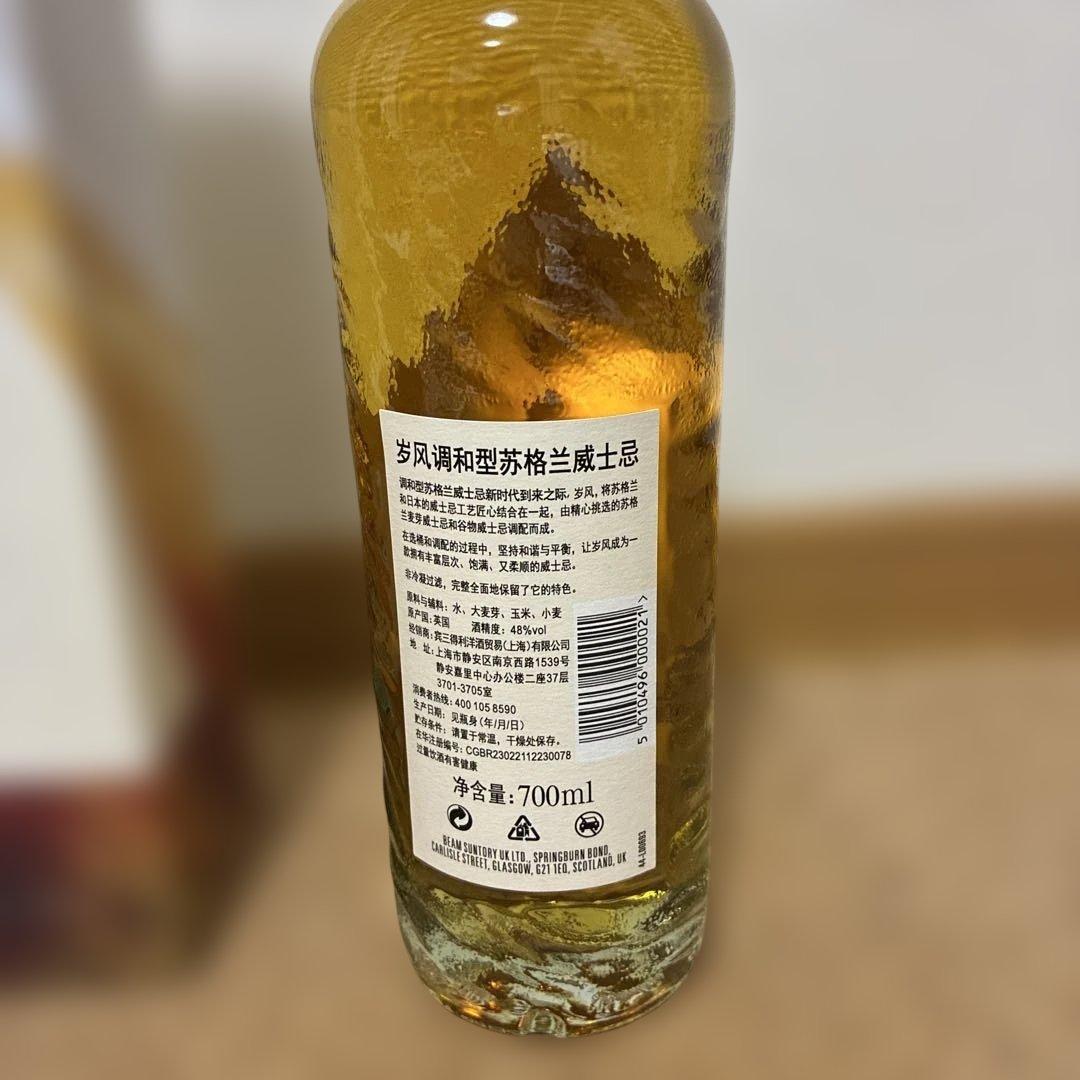 岁风调和型苏格兰威士忌
调和型苏格兰威士忌新时代到来之际，岁风，将苏格兰
和日本的威士忌工艺匠心结合在一起，由精心挑选的苏格
兰麦芽威士忌和谷物威士忌调配而成。
在选桶和调配的过程中，坚持和谐与平衡，让岁风成为一
款拥有丰富层次、饱满、又柔顺的威士忌。
非冷凝过滤，完整全面地保留了它的特色。
原料与辅料：水、大麦芽、玉米、小麦
原产国：英国 酒精度：48%vol
经销商：宾三得利洋酒贸易（上海）有限公司
地 址：上海市静安区南京西路1539号
静安嘉里中心办公楼二座37层
3701-3705室
消费者热线：400 105 8590
生产日期：见瓶身（年/月/日）
贮存条件：请置于常温，干燥处保存。
在华注册编号：CGBR23022112230078
过量饮酒有害健康
5 010496 000021 >
净含量：700ml
BEAM SUNTORY UK LTD., SPRINGBURN BOND,
CARLISLE STREET, GLASGOW, G21 1EQ, SCOTLAND, UK
44-L00693